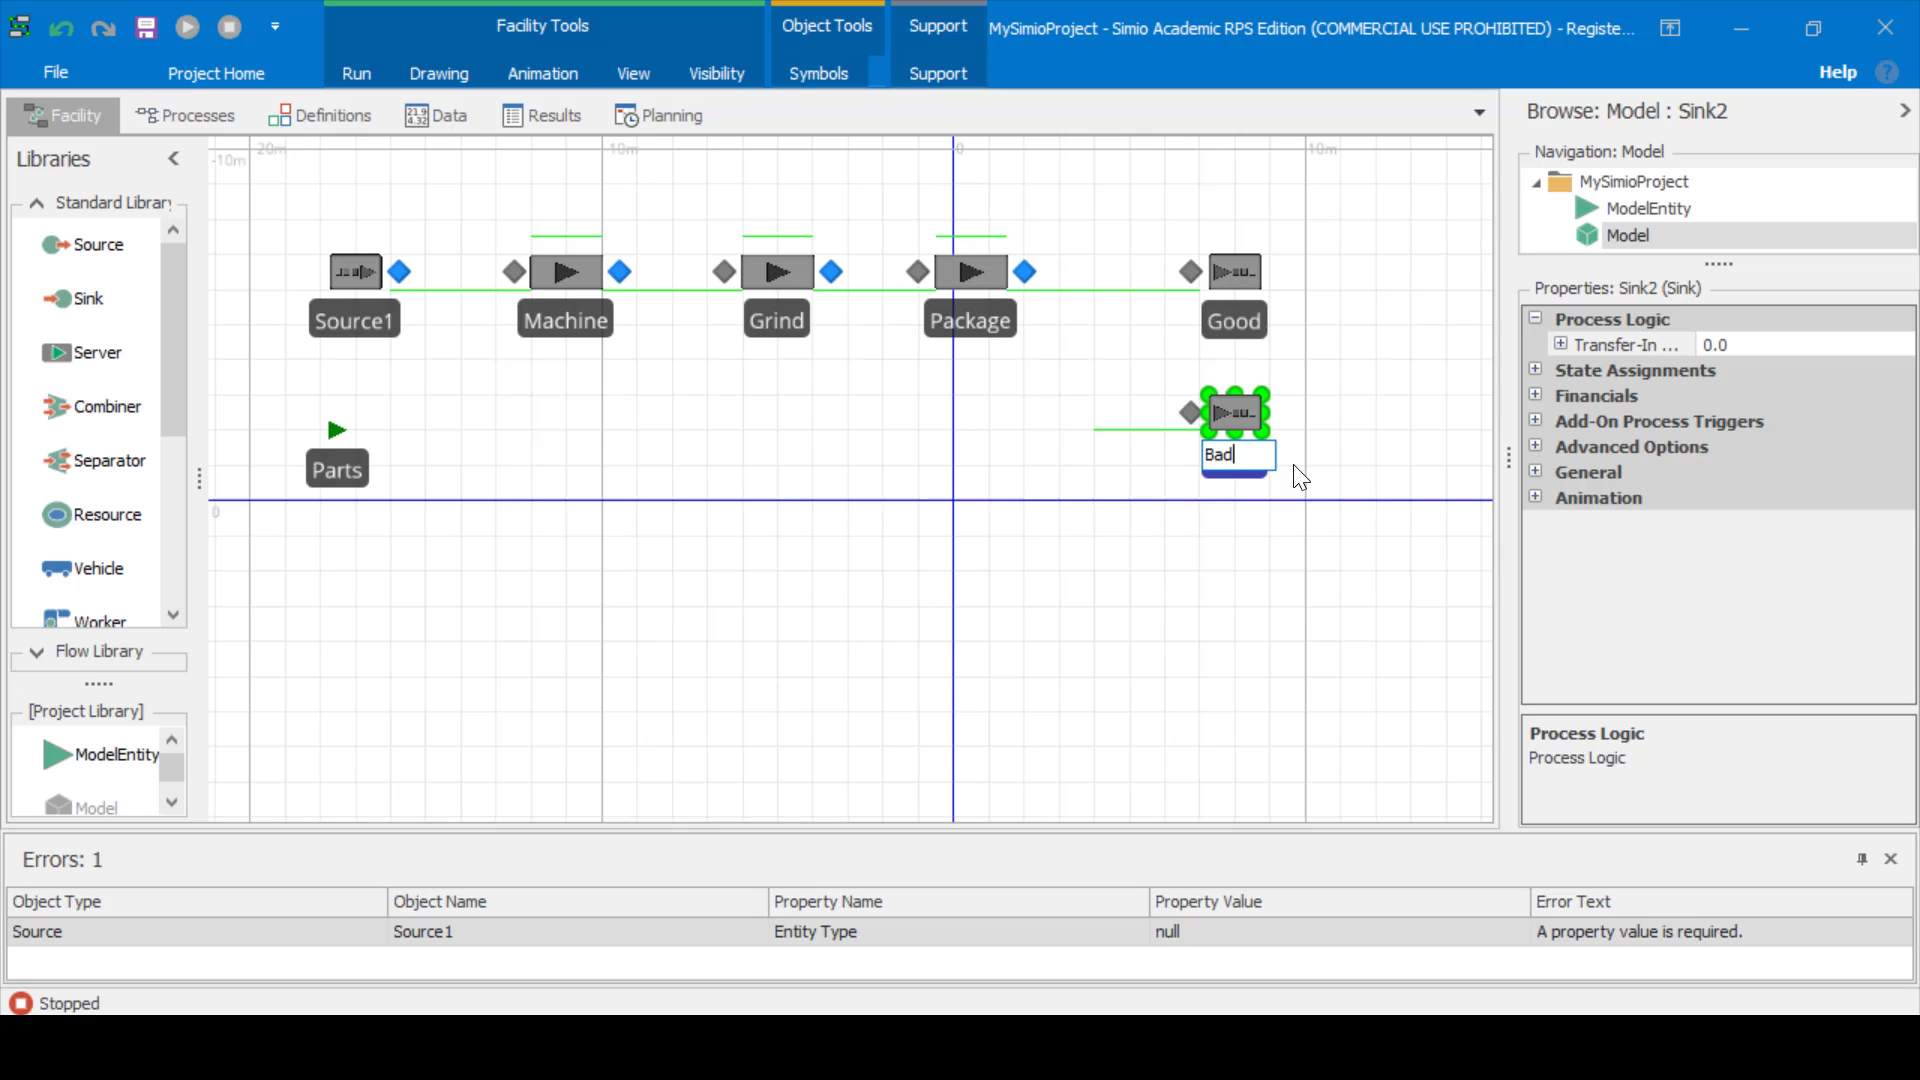 Facility Tools
Object Tools
Support
MySimioProject - Simio Academic RPS Edition (COMMERCIAL USE PROHIBITED) - Registe...
File
Project Home
Run
Drawing
Animation
View
Visibility
Symbols
Support
Help
Facility
Processes
Definitions
Data
Results
Planning
Browse: Model : Sink2
Libraries
Standard Library
Source
Sink
Server
Combiner
Separator
Resource
Vehicle
Worker
Flow Library
[Project Library]
ModelEntity
Model
-10m
20m
10m
0
10m
Source1
Machine
Grind
Package
Good
Parts
Bad
0
Navigation: Model
MySimioProject
ModelEntity
Model
Properties: Sink2 (Sink)
Process Logic
Transfer-In ... 0.0
State Assignments
Financials
Add-On Process Triggers
Advanced Options
General
Animation
Process Logic
Process Logic
Errors: 1
Object Type Object Name Property Name Property Value Error Text
Source Source1 Entity Type null A property value is required.
Stopped